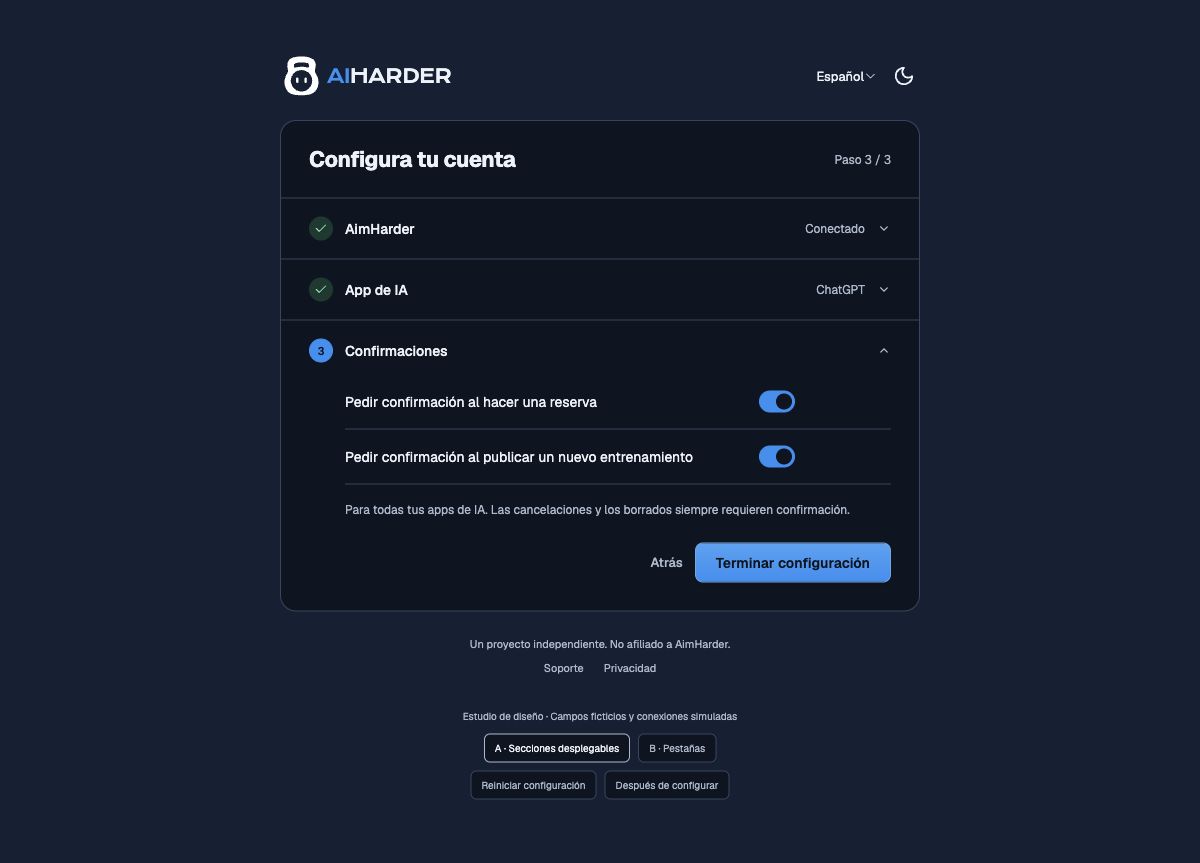 AIHARDER
Español
Configura tu cuenta
Paso 3 / 3
AimHarder
Conectado
App de IA
ChatGPT
3
Confirmaciones
Pedir confirmación al hacer una reserva
Pedir confirmación al publicar un nuevo entrenamiento
Para todas tus apps de IA. Las cancelaciones y los borrados siempre requieren confirmación.
Atrás
Terminar configuración
Un proyecto independiente. No afiliado a AimHarder.
Soporte
Privacidad
Estudio de diseño · Campos ficticios y conexiones simuladas
A · Secciones desplegables
B · Pestañas
Reiniciar configuración
Después de configurar